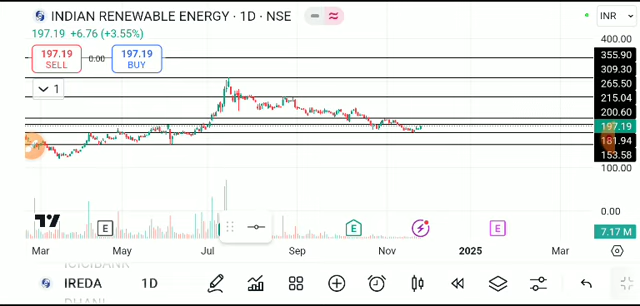 INDIAN RENEWABLE ENERGY · 1D · NSE
INR
197.19 +6.76 (+3.55%)
197.19 SELL
0.00
197.19 BUY
1
400.00
355.90
309.30
265.50
215.04
200.60
197.19
181.94
153.58
100.00
0.00
7.17 M
E E E
Mar May Jul Sep Nov 2025 Mar
ICICIBANK
IREDA 1D